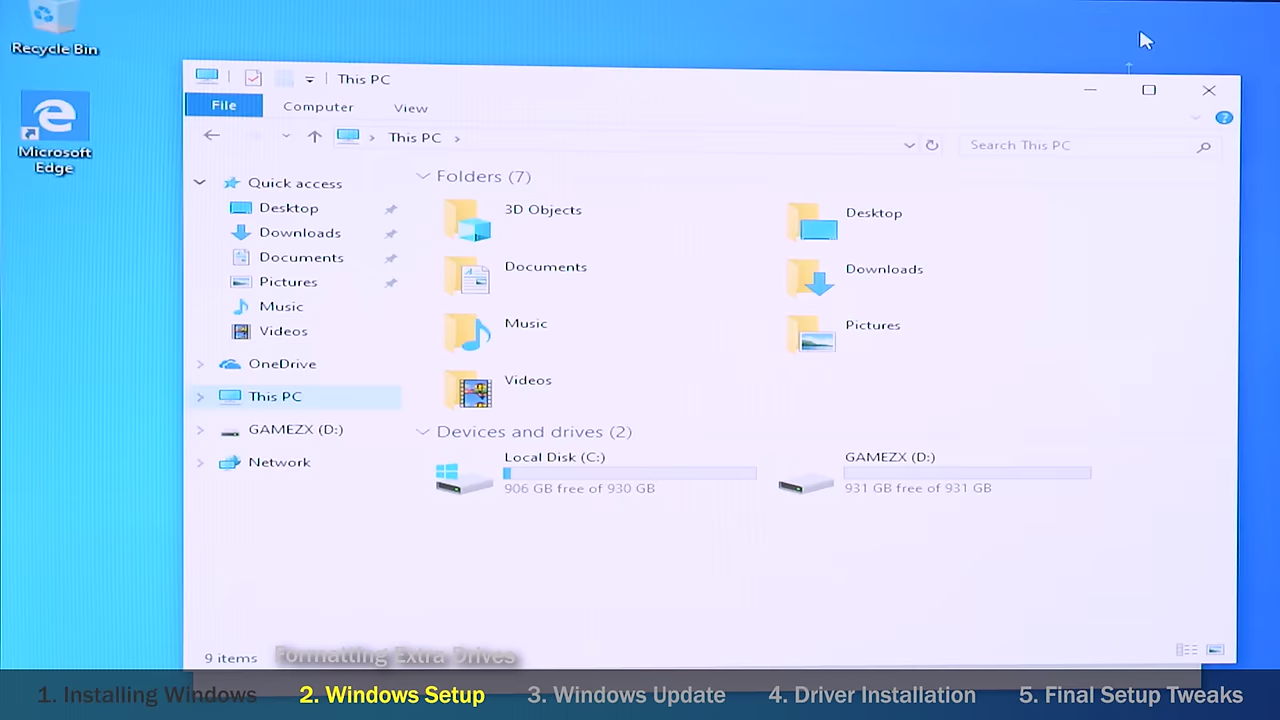 Recycle Bin
Microsoft
Edge
This PC
File
Computer
View
This PC
Search This PC
Quick access
Desktop
Downloads
Documents
Pictures
Music
Videos
OneDrive
This PC
GAMEZX (D:)
Network
Folders (7)
3D Objects
Desktop
Documents
Downloads
Music
Pictures
Videos
Devices and drives (2)
Local Disk (C:)
906 GB free of 930 GB
GAMEZX (D:)
931 GB free of 931 GB
9 items
Formatting Extra Drives
1. Installing Windows
2. Windows Setup
3. Windows Update
4. Driver Installation
5. Final Setup Tweaks